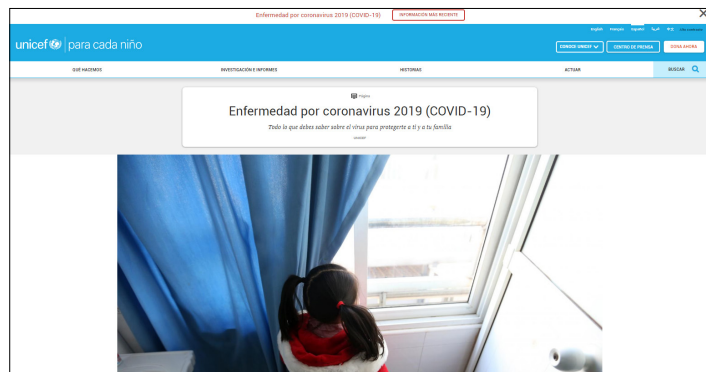 Enfermedad por coronavirus 2019 (COVID-19) INFORMACIÓN MÁS RECIENTE
English Français Español
unicef para cada niño
CONOCE UNICEF CENTRO DE PRENSA DONA AHORA
QUÉ HACEMOS INVESTIGACIÓN E INFORMES HISTORIAS ACTUAR BUSCAR
Página
Enfermedad por coronavirus 2019 (COVID-19)
Todo lo que debes saber sobre el virus para protegerte a ti y a tu familia
UNICEF